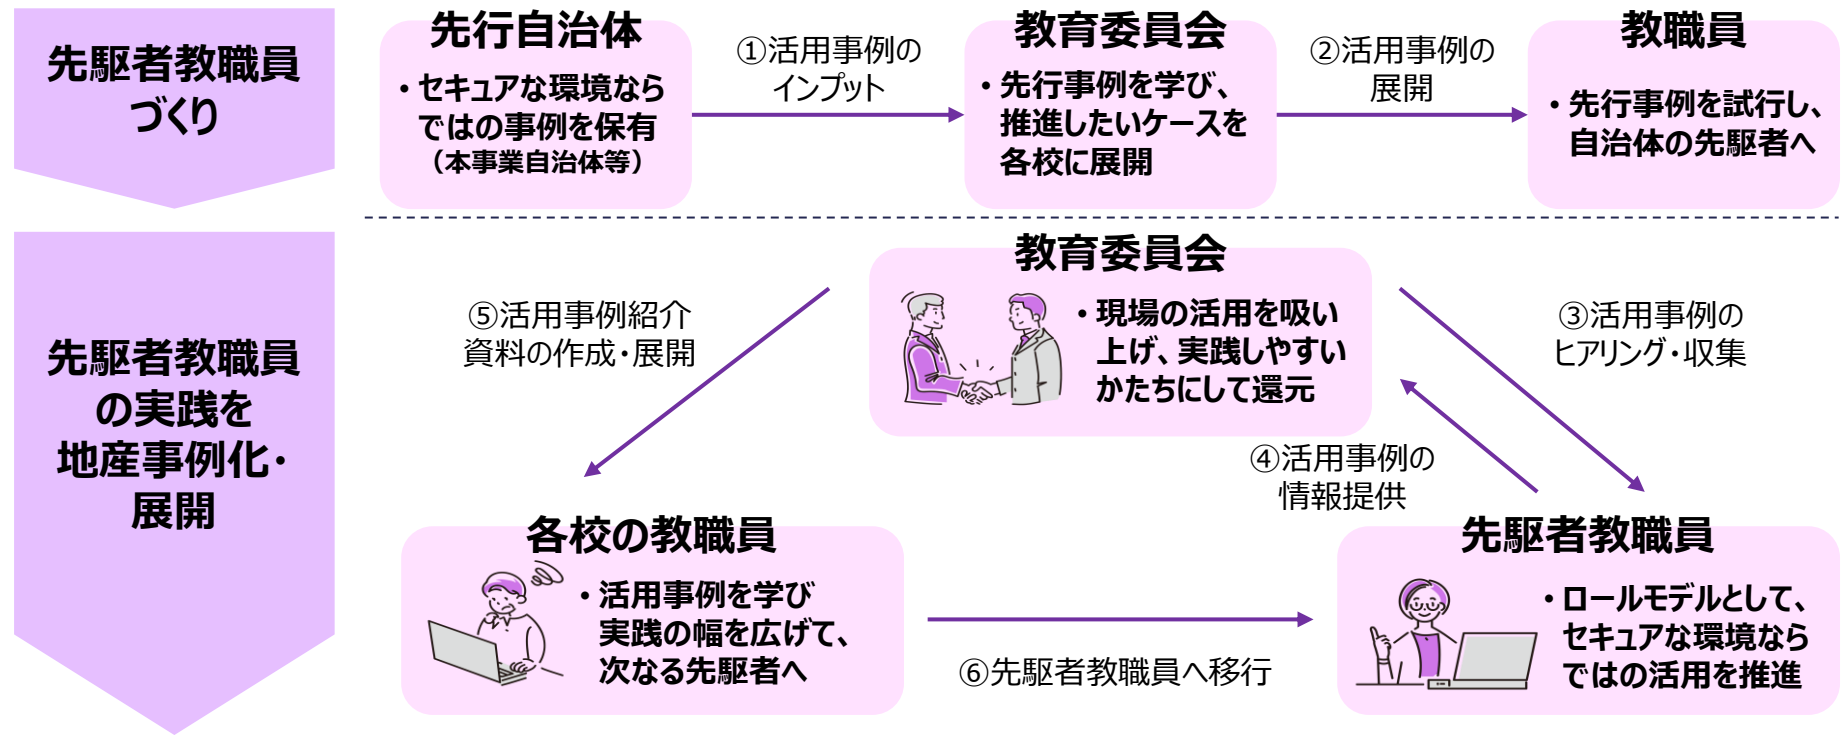 先駆者教職員
づくり
先行自治体
・セキュアな環境なら
ではの事例を保有
（本事業自治体等）
①活用事例の
インプット
教育委員会
・先行事例を学び、
推進したいケースを
各校に展開
②活用事例の
展開
教職員
・先行事例を試行し、
自治体の先駆者へ
先駆者教職員
の実践を
地産事例化・
展開
教育委員会
・現場の活用を吸い
上げ、実践しやすい
かたちにして還元
⑤活用事例紹介
資料の作成・展開
③活用事例の
ヒアリング・収集
④活用事例の
情報提供
各校の教職員
・活用事例を学び
実践の幅を広げて、
次なる先駆者へ
⑥先駆者教職員へ移行
先駆者教職員
・ロールモデルとして、
セキュアな環境なら
ではの活用を推進